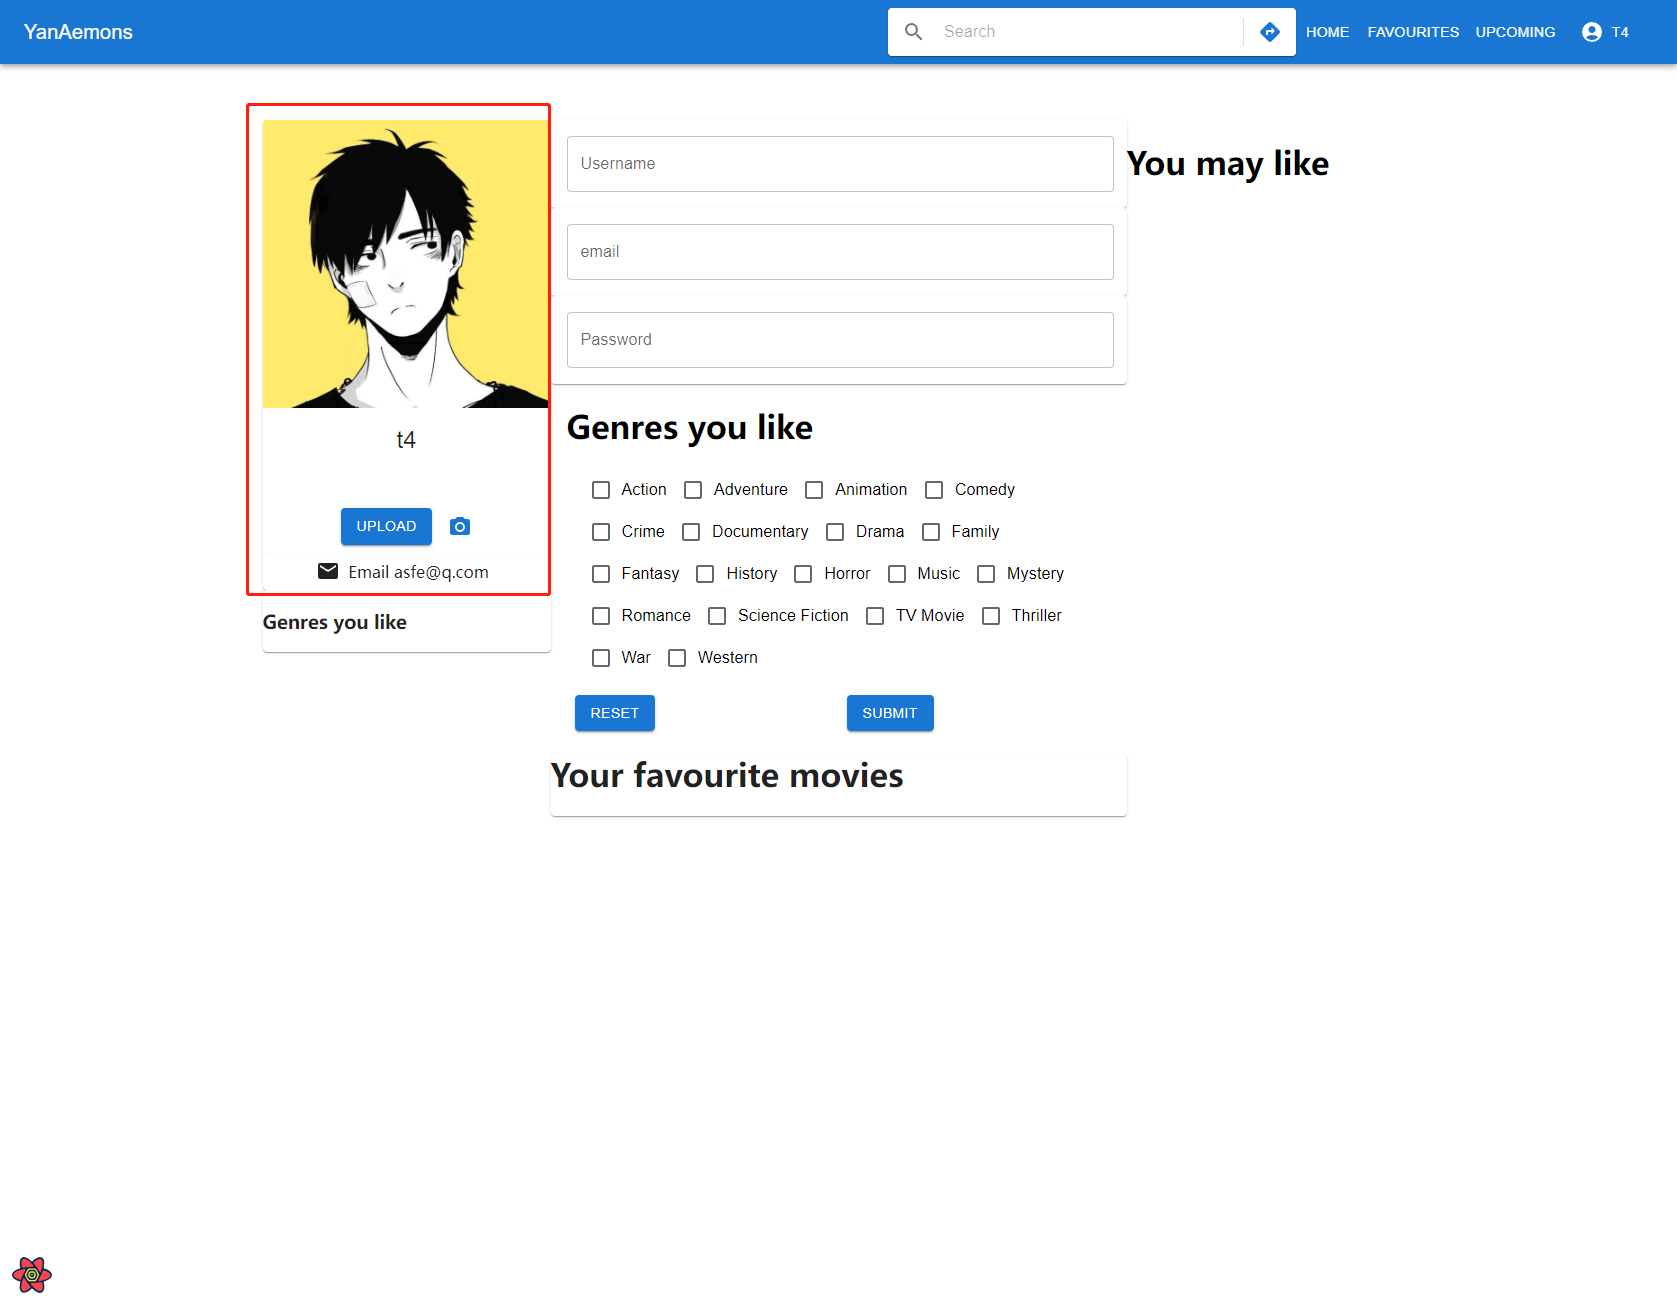 YanAemons
Search
HOME
FAVOURITES
UPCOMING
T4
t4
UPLOAD
Email asfe@q.com
Genres you like
Username
email
Password
Genres you like
Action Adventure Animation Comedy
Crime Documentary Drama Family
Fantasy History Horror Music Mystery
Romance Science Fiction TV Movie Thriller
War Western
RESET
SUBMIT
Your favourite movies
You may like